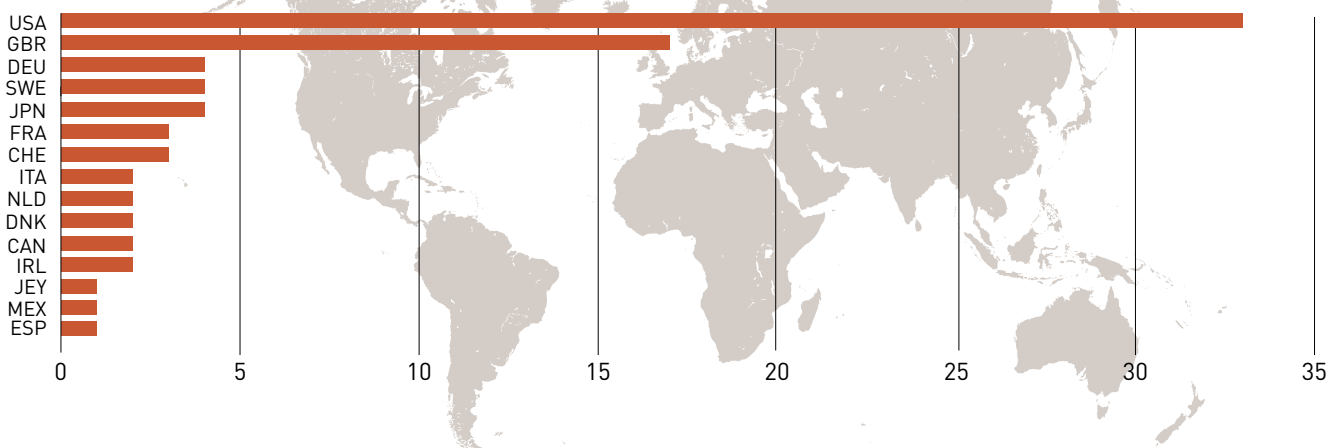 USA
GBR
DEU
SWE
JPN
FRA
CHE
ITA
NLD
DNK
CAN
IRL
JEY
MEX
ESP
0 5 10 15 20 25 30 35